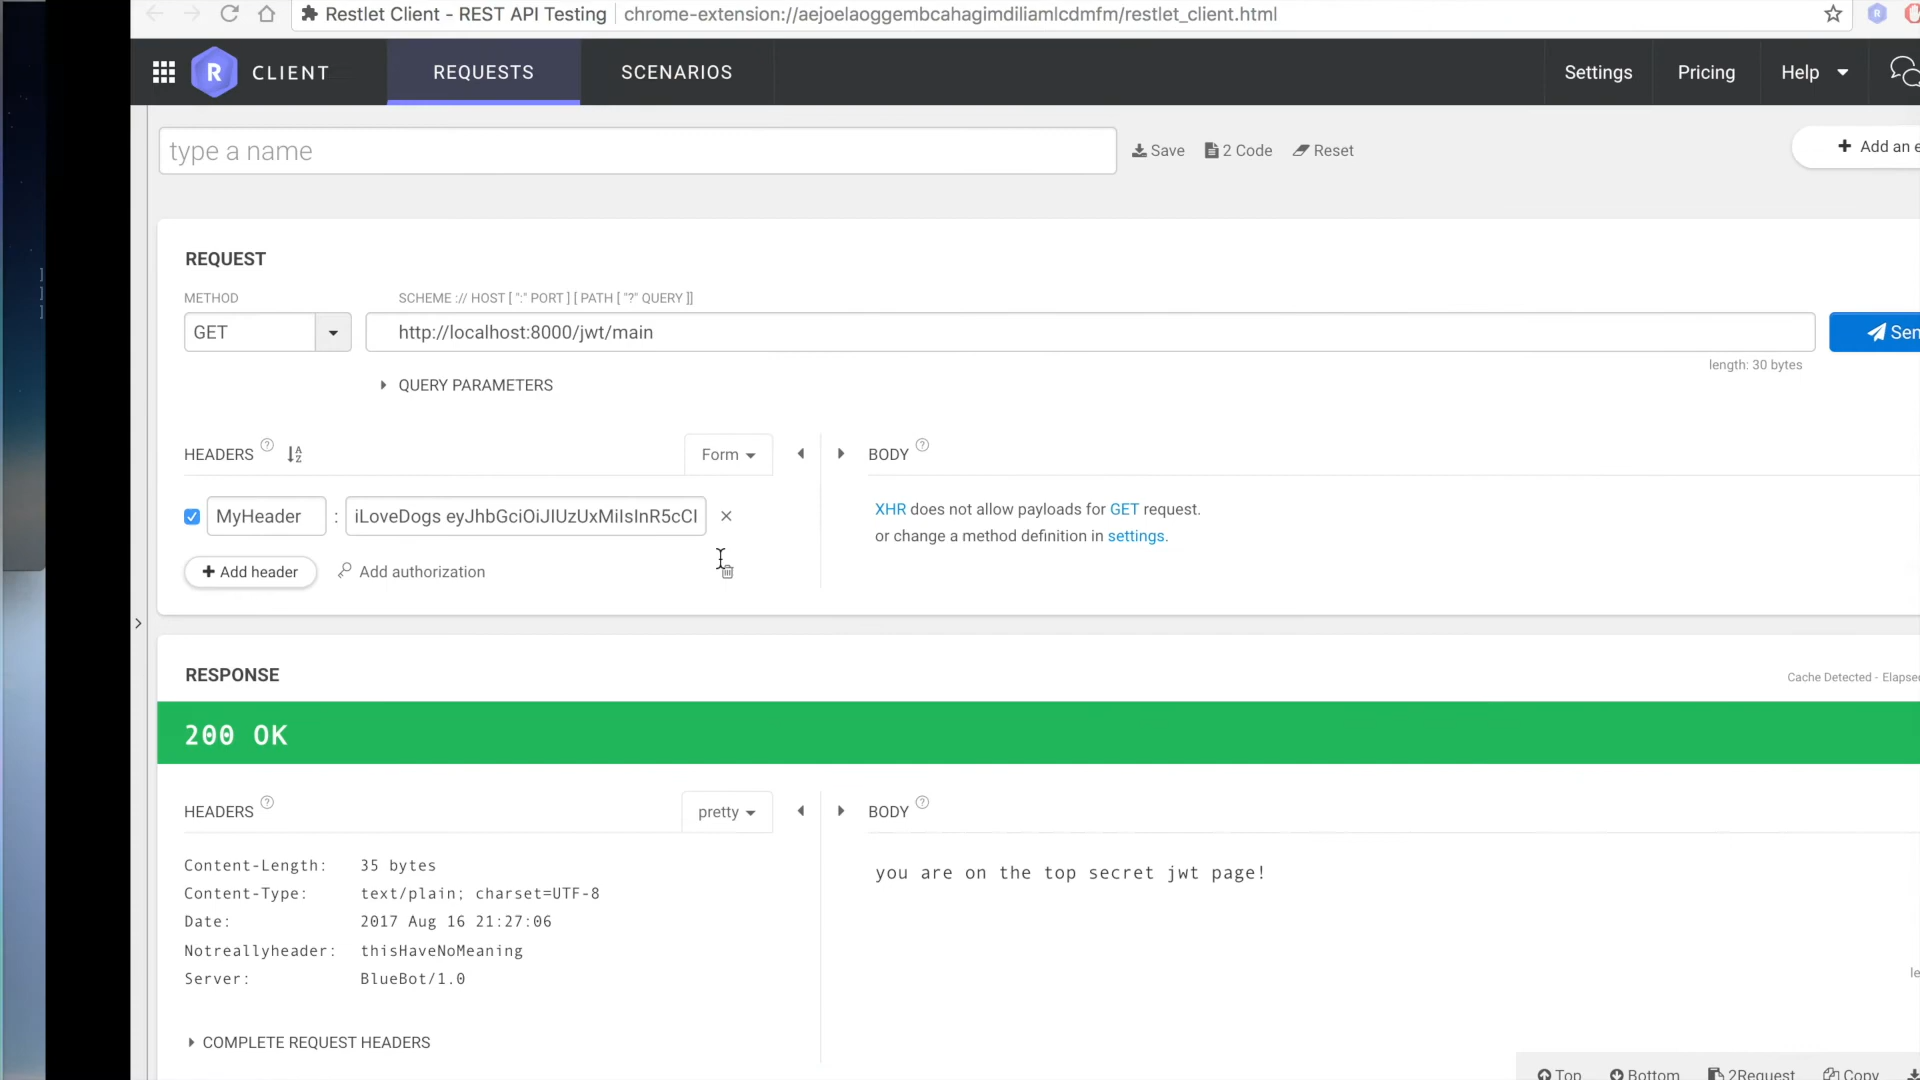 Restlet Client - REST API Testing chrome-extension://aejoelaoggembcahagimdiliamlcdmfm/restlet_client.html
R CLIENT REQUESTS SCENARIOS Settings Pricing Help
type a name Save 2 Code Reset + Add an e
REQUEST
METHOD SCHEME :// HOST [ ":" PORT ] [ PATH [ "?" QUERY ]]
GET http://localhost:8000/jwt/main Sen
length: 30 bytes
QUERY PARAMETERS
HEADERS ? Form BODY ?
MyHeader : iLoveDogs eyJhbGciOiJIUzUxMiIsInR5cCI ×
XHR does not allow payloads for GET request.
or change a method definition in settings.
+ Add header Add authorization
RESPONSE
Cache Detected - Elapsed
200 OK
HEADERS ? pretty BODY ?
Content-Length: 35 bytes
Content-Type: text/plain; charset=UTF-8
Date: 2017 Aug 16 21:27:06
Notreallyheader: thisHaveNoMeaning
Server: BlueBot/1.0
you are on the top secret jwt page!
le
COMPLETE REQUEST HEADERS
Top Bottom 2Request Copy